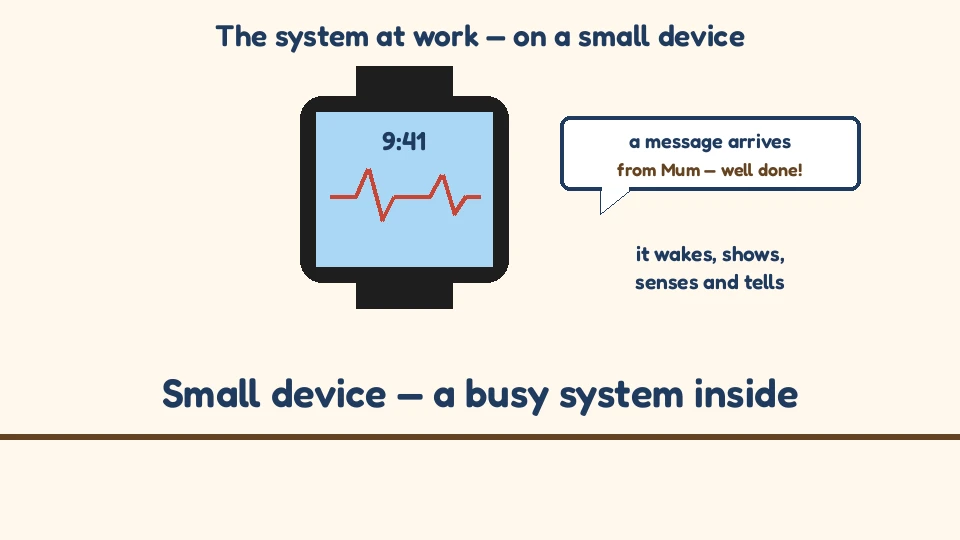 The system at work — on a small device
9:41
a message arrives
from Mum — well done!
it wakes, shows,
senses and tells
Small device — a busy system inside